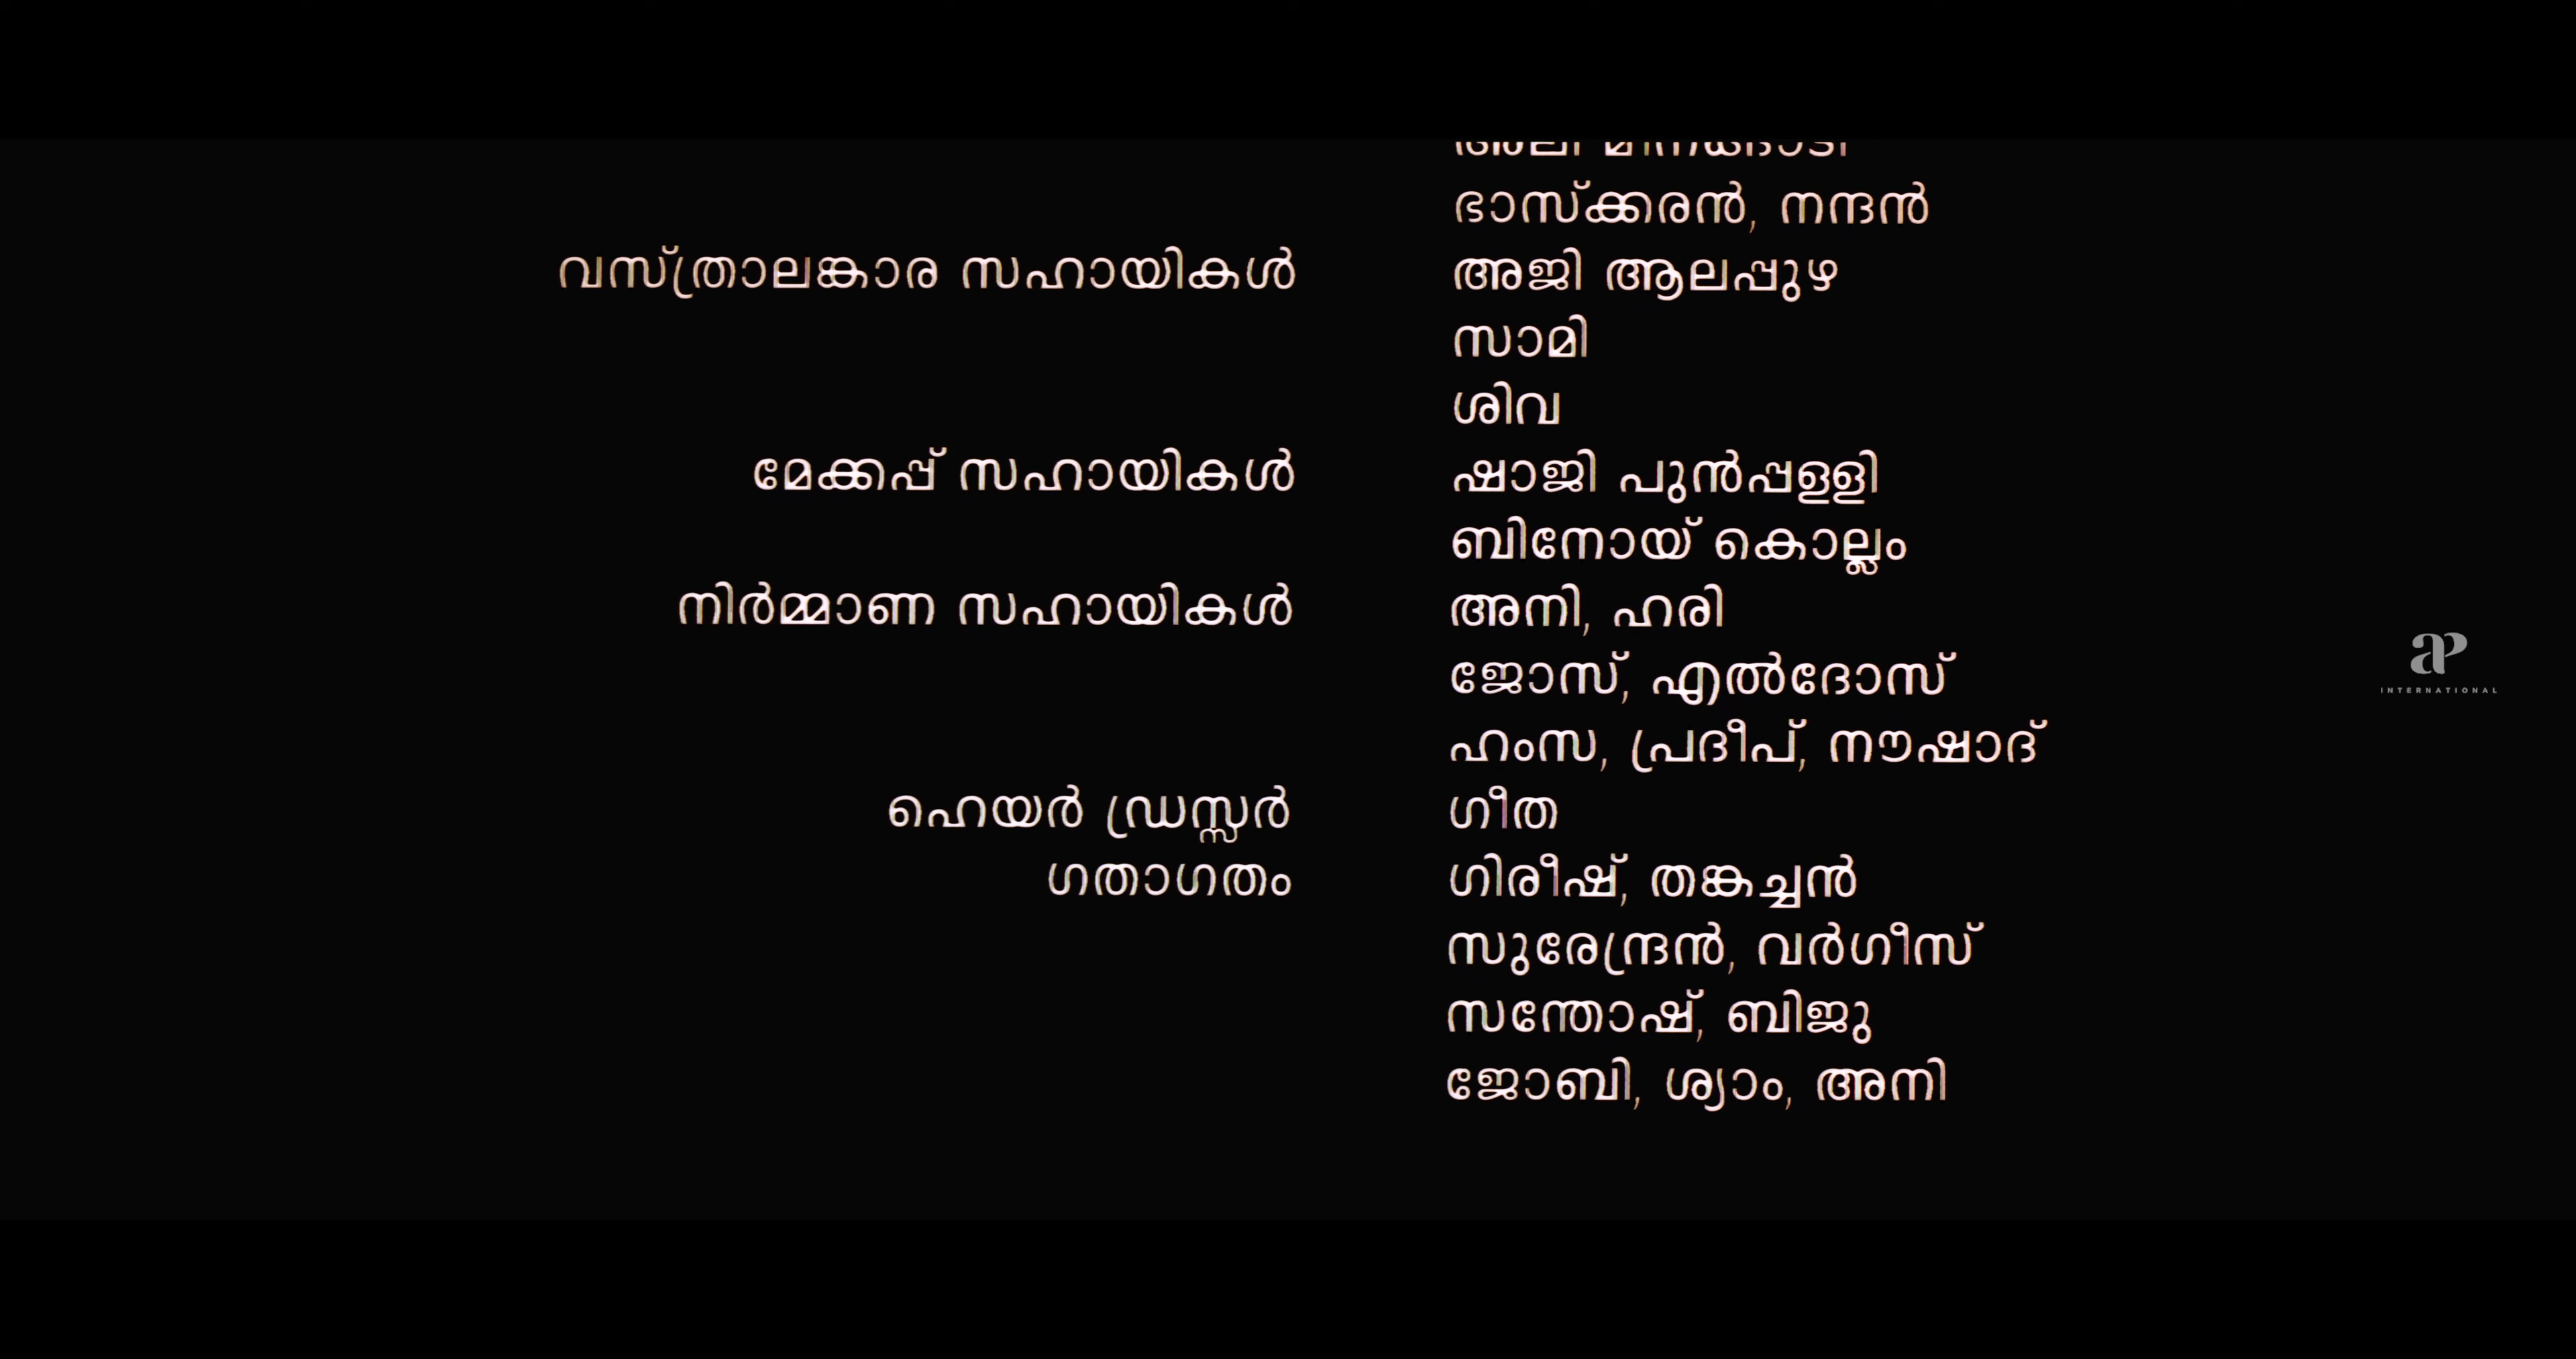 ഭാസ്ക്കരൻ, നന്ദൻ
വസ്ത്രാലങ്കാര സഹായികൾ അജി ആലപ്പുഴ
സാമി
ശിവ
മേക്കപ്പ് സഹായികൾ ഷാജി പുൻപ്പള്ളി
ബിനോയ് കൊല്ലം
നിർമ്മാണ സഹായികൾ അനി, ഹരി
ജോസ്, എൽദോസ്
ഹംസ, പ്രദീപ്, നൗഷാദ്
ഹെയർ ഡ്രസ്സർ ഗീത
ഗതാഗതം ഗിരീഷ്, തങ്കച്ചൻ
സുരേന്ദ്രൻ, വർഗീസ്
സന്തോഷ്, ബിജു
ജോബി, ശ്യാം, അനി
aP
INTERNATIONAL